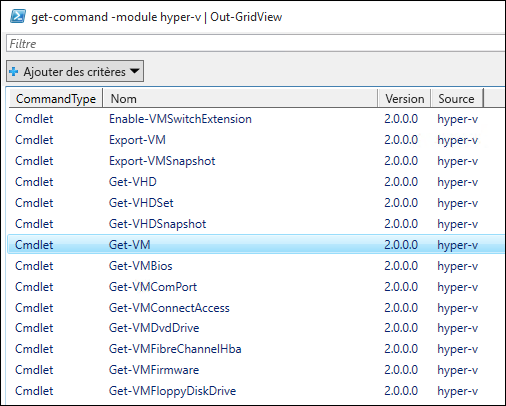 get-command -module hyper-v | Out-GridView
Filtre
Ajouter des critères
CommandType Nom Version Source
Cmdlet Enable-VMSwitchExtension 2.0.0.0 hyper-v
Cmdlet Export-VM 2.0.0.0 hyper-v
Cmdlet Export-VMSnapshot 2.0.0.0 hyper-v
Cmdlet Get-VHD 2.0.0.0 hyper-v
Cmdlet Get-VHDSet 2.0.0.0 hyper-v
Cmdlet Get-VHDSnapshot 2.0.0.0 hyper-v
Cmdlet Get-VM 2.0.0.0 hyper-v
Cmdlet Get-VMBios 2.0.0.0 hyper-v
Cmdlet Get-VMComPort 2.0.0.0 hyper-v
Cmdlet Get-VMConnectAccess 2.0.0.0 hyper-v
Cmdlet Get-VMDvdDrive 2.0.0.0 hyper-v
Cmdlet Get-VMFibreChannelHba 2.0.0.0 hyper-v
Cmdlet Get-VMFirmware 2.0.0.0 hyper-v
Cmdlet Get-VMFloppyDiskDrive 2.0.0.0 hyper-v